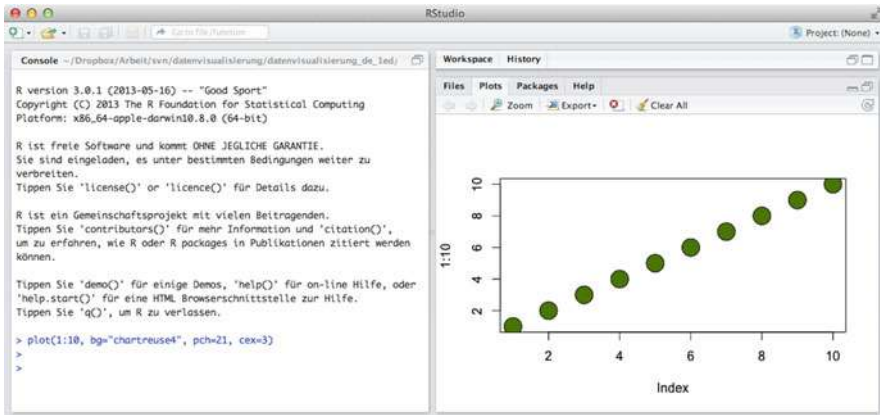 RStudio
Go to file/function
Project: (None)
Console ~/Dropbox/Arbeit/svn/datenvisualisierung/datenvisualisierung_de_1ed/
R version 3.0.1 (2013-05-16) -- "Good Sport"
Copyright (C) 2013 The R Foundation for Statistical Computing
Platform: x86_64-apple-darwin10.8.0 (64-bit)
R ist freie Software und kommt OHNE JEGLICHE GARANTIE.
Sie sind eingeladen, es unter bestimmten Bedingungen weiter zu
verbreiten.
Tippen Sie 'license()' or 'licence()' für Details dazu.
R ist ein Gemeinschaftsprojekt mit vielen Beitragenden.
Tippen Sie 'contributors()' für mehr Information und 'citation()',
um zu erfahren, wie R oder R packages in Publikationen zitiert werden
können.
Tippen Sie 'demo()' für einige Demos, 'help()' für on-line Hilfe, oder
'help.start()' für eine HTML Browserschnittstelle zur Hilfe.
Tippen Sie 'q()', um R zu verlassen.
> plot(1:10, bg="chartreuse4", pch=21, cex=3)
>
>
Workspace History
Files Plots Packages Help
Zoom Export Clear All
10
8
6
4
2
1:10
2 4 6 8 10
Index